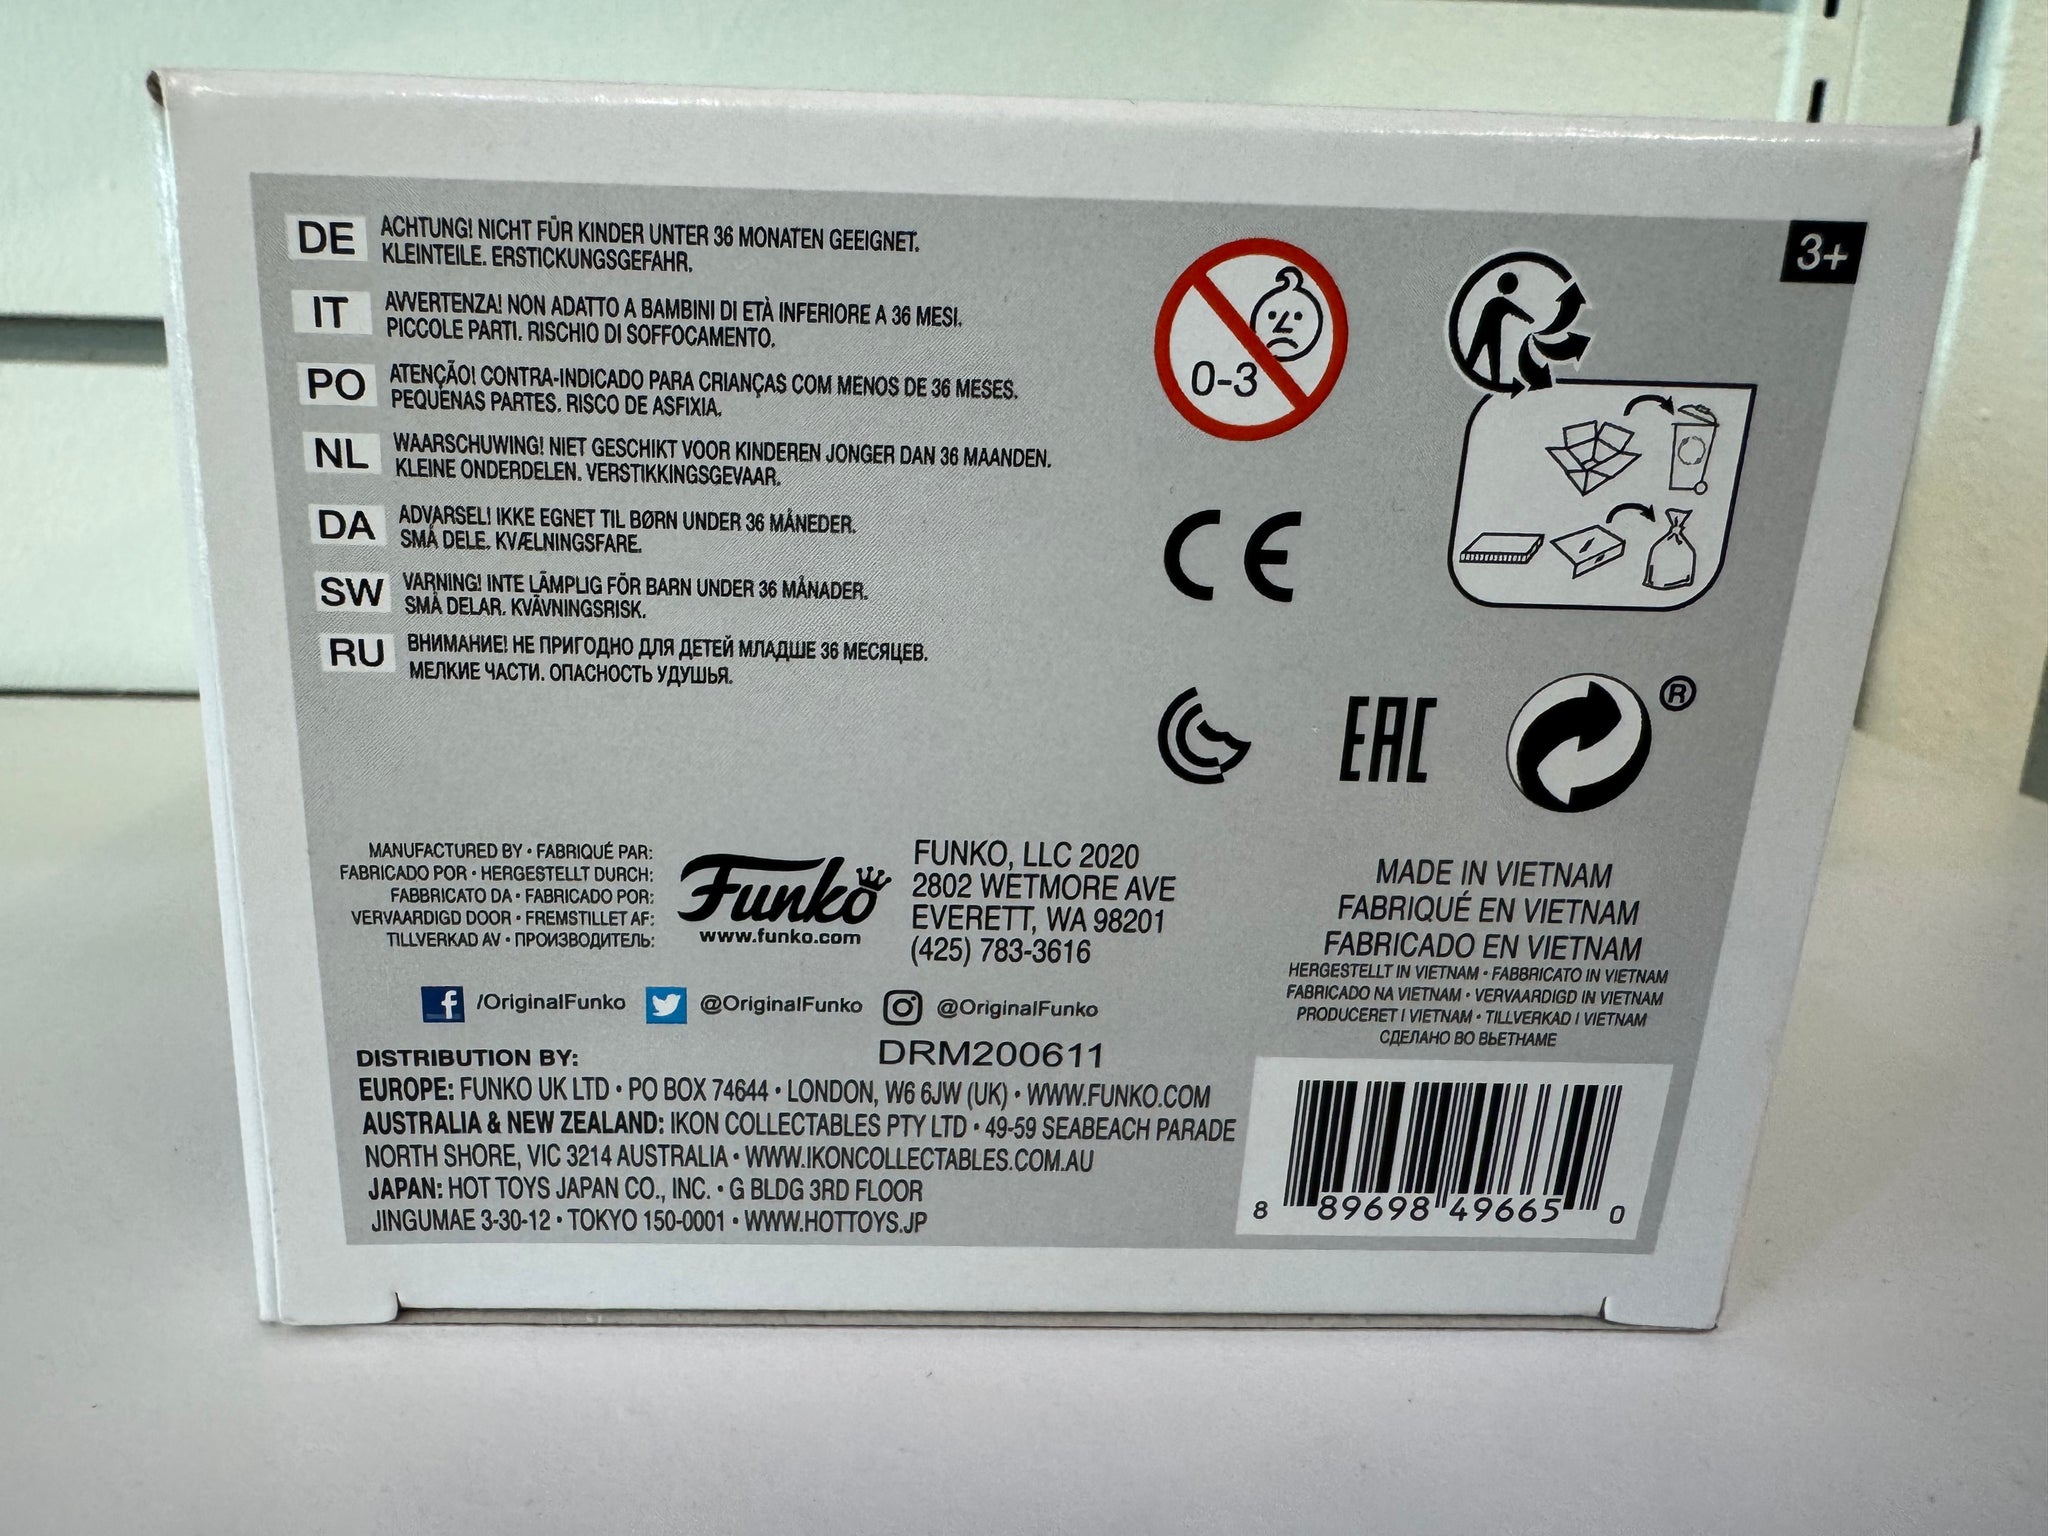 DE ACHTUNG! NICHT FÜR KINDER UNTER 36 MONATEN GEEIGNET.
KLEINTEILE. ERSTICKUNGSGEFAHR.
IT AVVERTENZA! NON ADATTO A BAMBINI DI ETÀ INFERIORE A 36 MESI.
PICCOLE PARTI. RISCHIO DI SOFFOCAMENTO.
PO ATENÇÃO! CONTRA-INDICADO PARA CRIANÇAS COM MENOS DE 36 MESES.
PEQUENAS PARTES. RISCO DE ASFIXIA.
NL WAARSCHUWING! NIET GESCHIKT VOOR KINDEREN JONGER DAN 36 MAANDEN.
KLEINE ONDERDELEN. VERSTIKKINGSGEVAAR.
DA ADVARSEL! IKKE EGNET TIL BØRN UNDER 36 MÅNEDER.
SMÅ DELE. KVÆLNINGSFARE.
SW VARNING! INTE LÄMPLIG FÖR BARN UNDER 36 MÅNADER.
SMÅ DELAR. KVÄVNINGSRISK.
RU ВНИМАНИЕ! НЕ ПРИГОДНО ДЛЯ ДЕТЕЙ МЛАДШЕ 36 МЕСЯЦЕВ.
МЕЛКИЕ ЧАСТИ. ОПАСНОСТЬ УДУШЬЯ.
0-3
3+
CE
EAC
®
MANUFACTURED BY • FABRIQUÉ PAR:
FABRICADO POR • HERGESTELLT DURCH:
FABBRICATO DA • FABRICADO POR:
VERVAARDIGD DOOR • FREMSTILLET AF:
TILLVERKAD AV • ПРОИЗВОДИТЕЛЬ:
Funko
www.funko.com
FUNKO, LLC 2020
2802 WETMORE AVE
EVERETT, WA 98201
(425) 783-3616
MADE IN VIETNAM
FABRIQUÉ EN VIETNAM
FABRICADO EN VIETNAM
HERGESTELLT IN VIETNAM • FABBRICATO IN VIETNAM
FABRICADO NA VIETNAM • VERVAARDIGD IN VIETNAM
PRODUCERET I VIETNAM • TILLVERKAD I VIETNAM
СДЕЛАНО ВО ВЬЕТНАМЕ
f /OriginalFunko @OriginalFunko @OriginalFunko
DRM200611
DISTRIBUTION BY:
EUROPE: FUNKO UK LTD • PO BOX 74644 • LONDON, W6 6JW (UK) • WWW.FUNKO.COM
AUSTRALIA & NEW ZEALAND: IKON COLLECTABLES PTY LTD • 49-59 SEABEACH PARADE
NORTH SHORE, VIC 3214 AUSTRALIA • WWW.IKONCOLLECTABLES.COM.AU
JAPAN: HOT TOYS JAPAN CO., INC. • G BLDG 3RD FLOOR
JINGUMAE 3-30-12 • TOKYO 150-0001 • WWW.HOTTOYS.JP
8 89698 49665 0